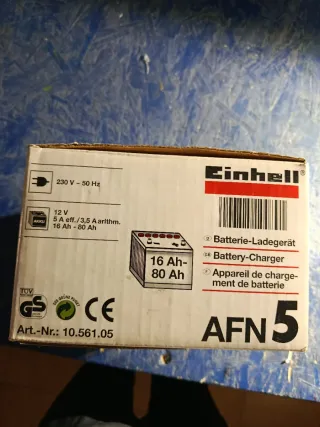 Einhell®
230 V – 50 Hz
12 V
5 A eff. / 3,5 A arithm.
16 Ah - 80 Ah
16 Ah-
80 Ah
Batterie-Ladegerät
Battery-Charger
Appareil de charge-
ment de batterie
TÜV
GS
CE
Art.-Nr.: 10.561.05
AFN 5